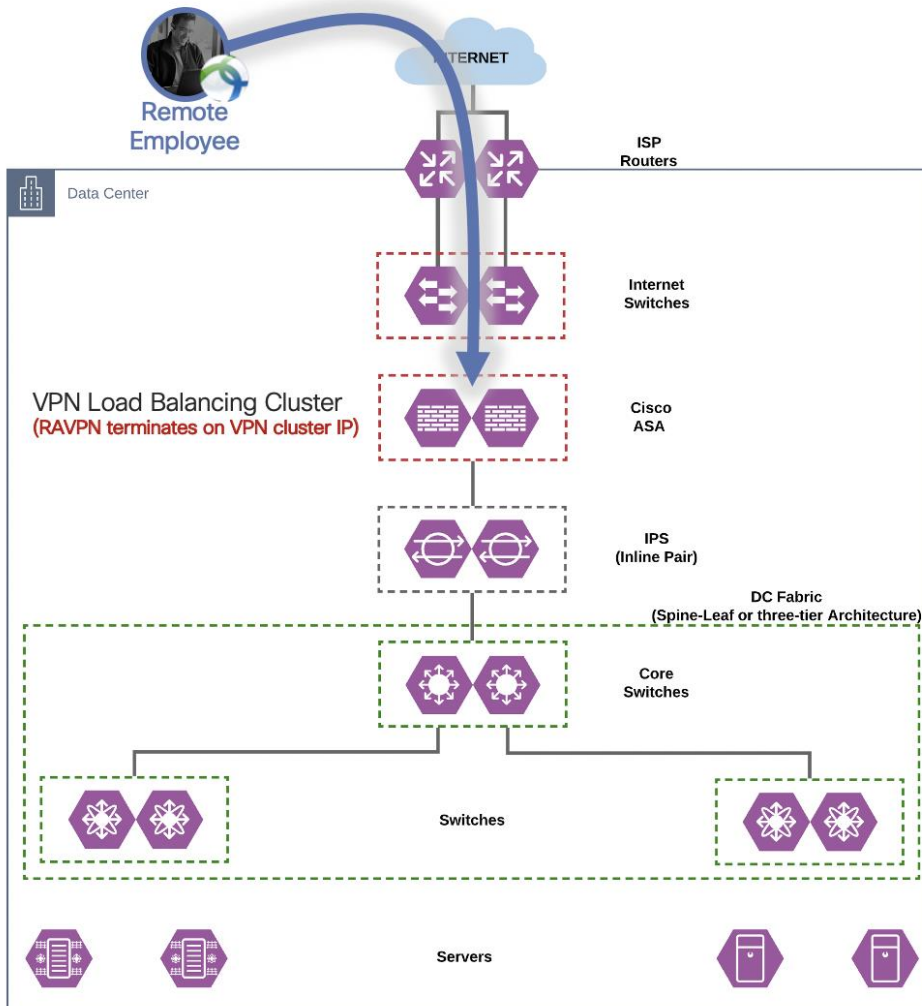 INTERNET
Remote
Employee
ISP
Routers
Data Center
Internet
Switches
VPN Load Balancing Cluster
(RAVPN terminates on VPN cluster IP)
Cisco
ASA
IPS
(Inline Pair)
DC Fabric
(Spine-Leaf or three-tier Architecture)
Core
Switches
Switches
Servers